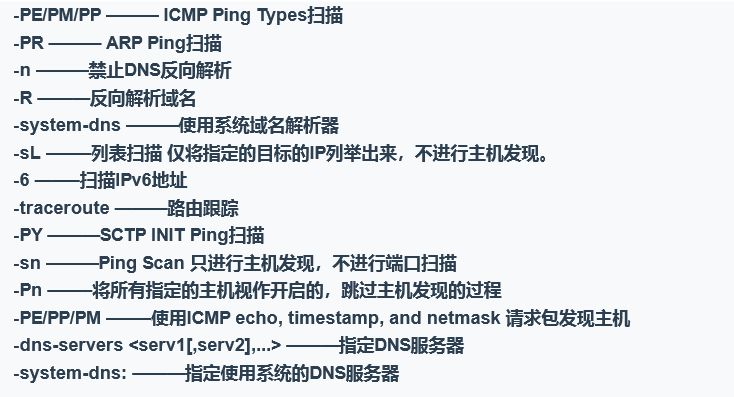 -PE/PM/PP ——— ICMP Ping Types扫描
-PR ——— ARP Ping扫描
-n ———禁止DNS反向解析
-R ———反向解析域名
-system-dns ———使用系统域名解析器
-sL ———列表扫描 仅将指定的目标的IP列举出来，不进行主机发现。
-6 ———扫描IPv6地址
-traceroute ———路由跟踪
-PY ———SCTP INIT Ping扫描
-sn ———Ping Scan 只进行主机发现，不进行端口扫描
-Pn ———将所有指定的主机视作开启的，跳过主机发现的过程
-PE/PP/PM ———使用ICMP echo, timestamp, and netmask 请求包发现主机
-dns-servers <serv1[,serv2],...> ———指定DNS服务器
-system-dns: ———指定使用系统的DNS服务器